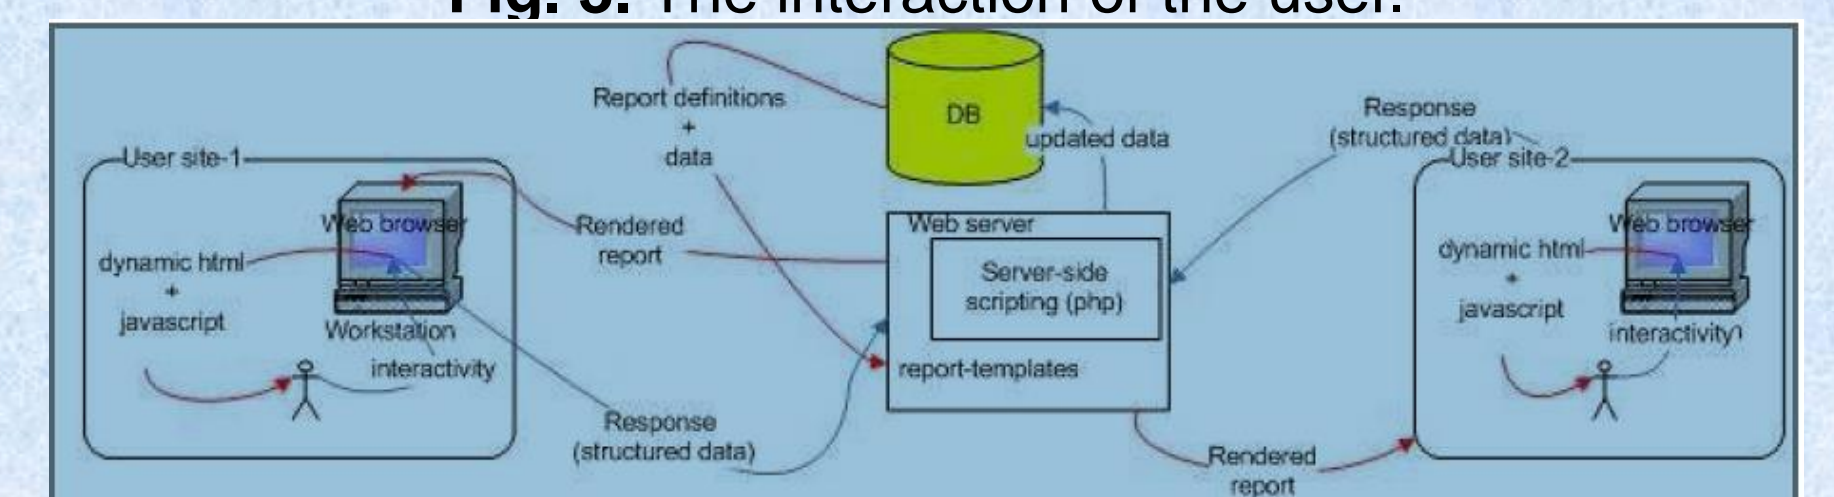 Fig. 3. The interaction of the user.
Report definitions
+
data
DB
updated data
Response
(structured data)
User site-1
Web browser
dynamic html
+
javascript
Workstation
interactivity
Rendered
report
Web server
Server-side
scripting (php)
report-templates
Response
(structured data)
User site-2
Web browser
dynamic html
+
javascript
interactivity
Rendered
report